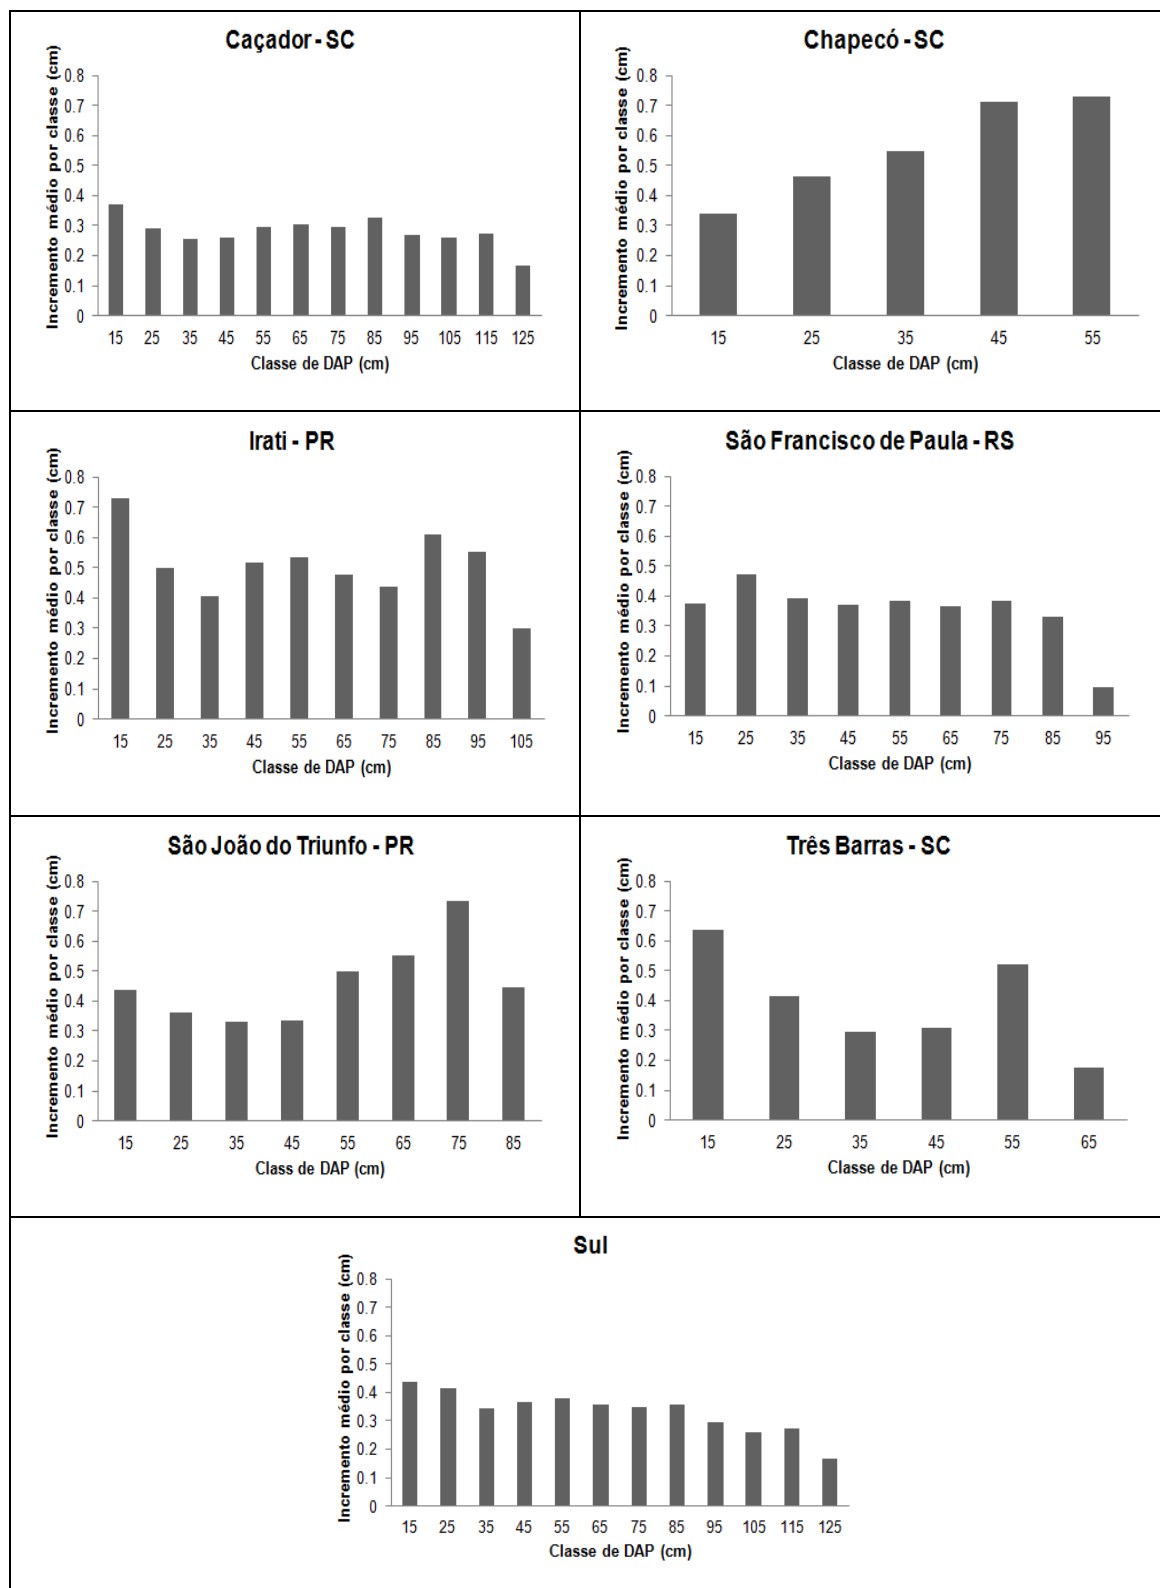 Caçador - SC
Incremento médio por classe (cm)
0.8
0.7
0.6
0.5
0.4
0.3
0.2
0.1
0
15 25 35 45 55 65 75 85 95 105 115 125
Classe de DAP (cm)
Chapecó - SC
Incremento médio por classe (cm)
0.8
0.7
0.6
0.5
0.4
0.3
0.2
0.1
0
15 25 35 45 55
Classe de DAP (cm)
Irati - PR
Incremento médio por classe (cm)
0.8
0.7
0.6
0.5
0.4
0.3
0.2
0.1
0
15 25 35 45 55 65 75 85 95 105
Classe de DAP (cm)
São Francisco de Paula - RS
Incremento médio por classe (cm)
0.8
0.7
0.6
0.5
0.4
0.3
0.2
0.1
0
15 25 35 45 55 65 75 85 95
Classe de DAP (cm)
São João do Triunfo - PR
Incremento médio por classe (cm)
0.8
0.7
0.6
0.5
0.4
0.3
0.2
0.1
0
15 25 35 45 55 65 75 85
Class de DAP (cm)
Três Barras - SC
Incremento médio por classe (cm)
0.8
0.7
0.6
0.5
0.4
0.3
0.2
0.1
0
15 25 35 45 55 65
Classe de DAP (cm)
Sul
Incremento médio por classe (cm)
0.8
0.7
0.6
0.5
0.4
0.3
0.2
0.1
0
15 25 35 45 55 65 75 85 95 105 115 125
Classe de DAP (cm)